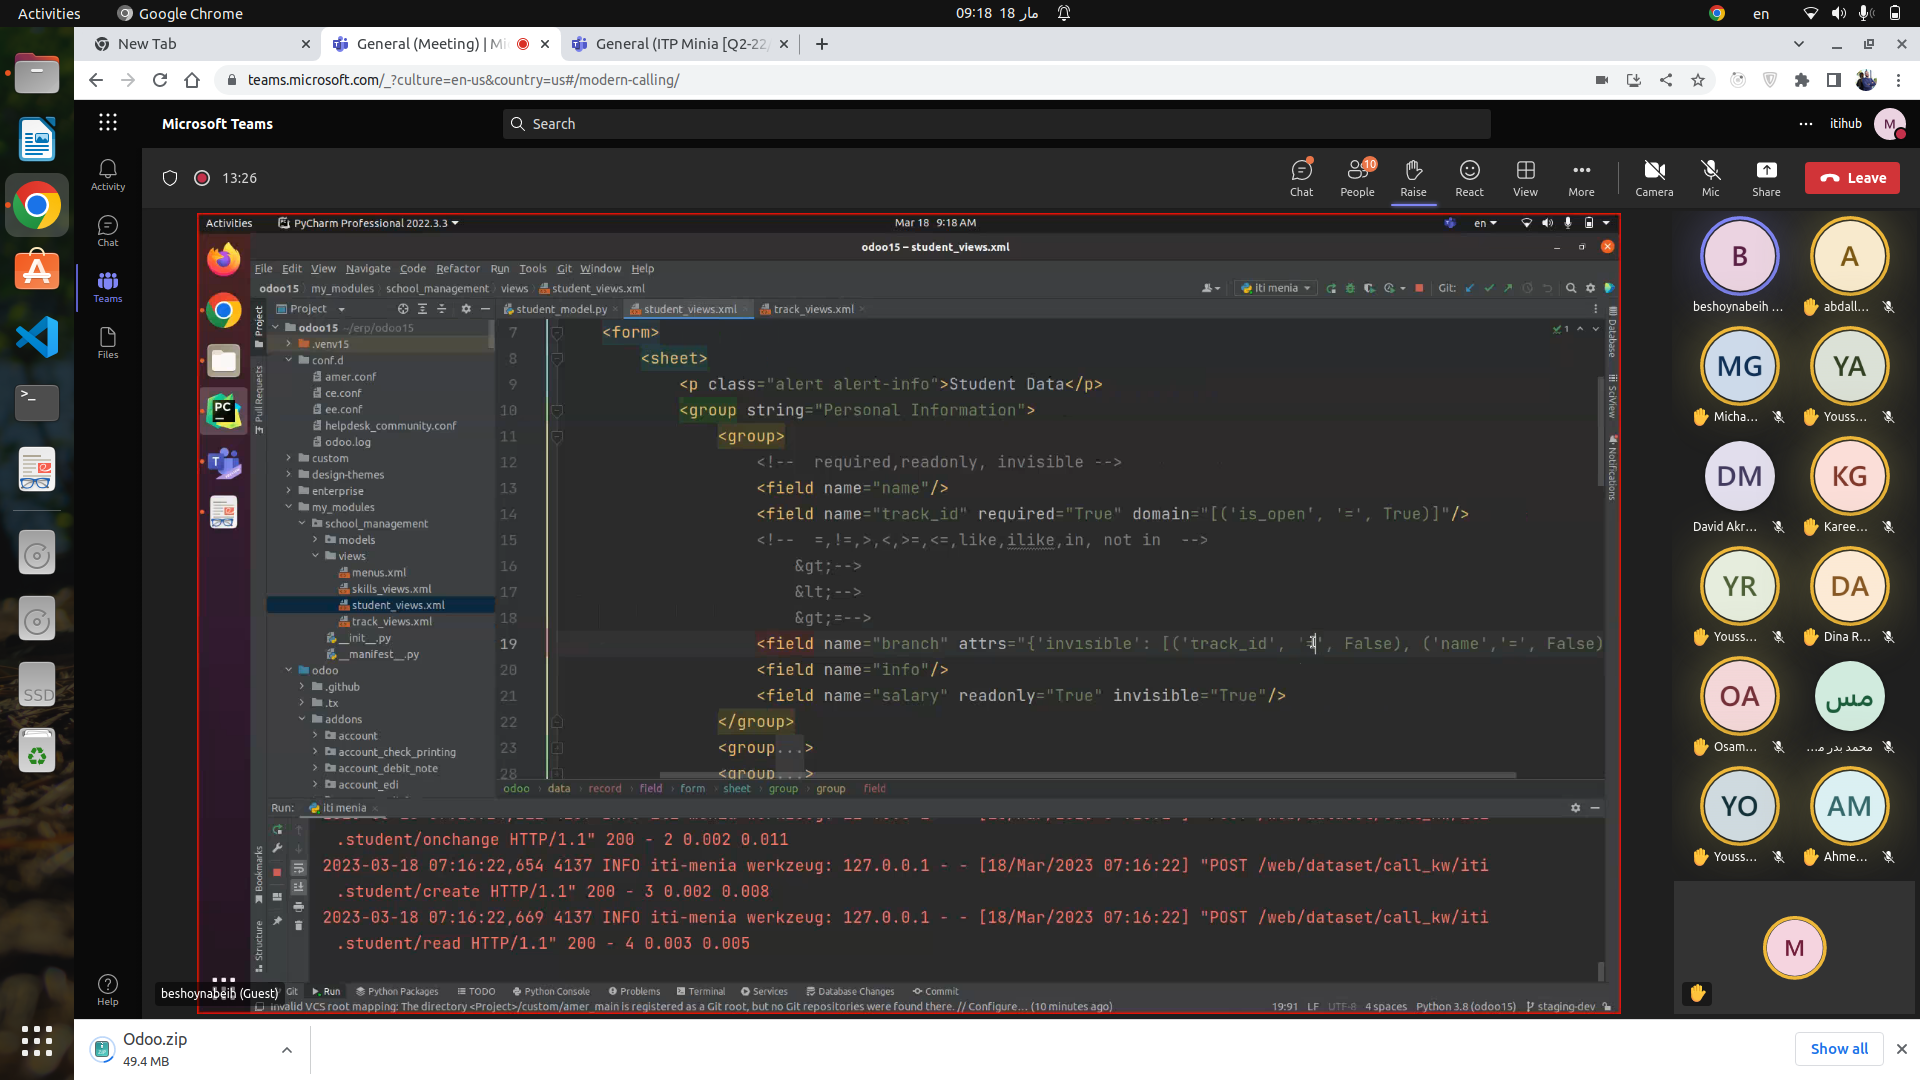 Activities
Google Chrome
09:18 18 مار
en
New Tab
General (Meeting) | Mi
General (ITP Minia [Q2-22/
teams.microsoft.com/_?culture=en-us&country=us#/modern-calling/
Microsoft Teams
Search
itihub
M
Activity
Chat
Teams
Files
Help
13:26
Chat
People
10
Raise
React
View
More
Camera
Mic
Share
Leave
Activities
PyCharm Professional 2022.3.3
Mar 18 9:18 AM
en
odoo15 – student_views.xml
File Edit View Navigate Code Refactor Run Tools Git Window Help
odoo15 my_modules school_management views student_views.xml
iti menia
Git:
Project
student_model.py
student_views.xml
track_views.xml
Project
Pull Requests
Bookmarks
Structure
Database
SciView
Notifications
odoo15 ~/erp/odoo15
.venv15
conf.d
amer.conf
ce.conf
ee.conf
helpdesk_community.conf
odoo.log
custom
design-themes
enterprise
my_modules
school_management
models
views
menus.xml
skills_views.xml
student_views.xml
track_views.xml
__init__.py
__manifest__.py
odoo
.github
.tx
addons
account
account_check_printing
account_debit_note
account_edi
1
7 <form>
8 <sheet>
9 <p class="alert alert-info">Student Data</p>
10 <group string="Personal Information">
11 <group>
12 <!-- required,readonly, invisible -->
13 <field name="name"/>
14 <field name="track_id" required="True" domain="[('is_open', '=', True)]"/>
15 <!-- =,!=,>,<,>=,<=,like,ilike,in, not in -->
16 &gt;-->
17 &lt;-->
18 &gt;=-->
19 <field name="branch" attrs="{'invisible': [('track_id', '=', False), ('name','=', False)
20 <field name="info"/>
21 <field name="salary" readonly="True" invisible="True"/>
22 </group>
23 <group...>
28 <group...>
odoo data record field form sheet group group field
Run: iti menia
.student/onchange HTTP/1.1" 200 - 2 0.002 0.011
2023-03-18 07:16:22,654 4137 INFO iti-menia werkzeug: 127.0.0.1 - - [18/Mar/2023 07:16:22] "POST /web/dataset/call_kw/iti
.student/create HTTP/1.1" 200 - 3 0.002 0.008
2023-03-18 07:16:22,669 4137 INFO iti-menia werkzeug: 127.0.0.1 - - [18/Mar/2023 07:16:22] "POST /web/dataset/call_kw/iti
.student/read HTTP/1.1" 200 - 4 0.003 0.005
beshoynabeih (Guest)
Git Run Python Packages TODO Python Console Problems Terminal Services Database Changes Commit
Invalid VCS root mapping: The directory <Project>/custom/amer_main is registered as a Git root, but no Git repositories were found there. // Configure... (10 minutes ago)
19:91 LF UTF-8 4 spaces Python 3.8 (odoo15) staging-dev
PC
SSD
B
beshoynabeih
A
abdall...
MG
Micha...
YA
Youss...
DM
David Akr...
KG
Karee...
YR
Youss...
DA
Dina R...
OA
Osam...
مس
محمد بدر م...
YO
Youss...
AM
Ahme...
M
Odoo.zip
49.4 MB
Show all